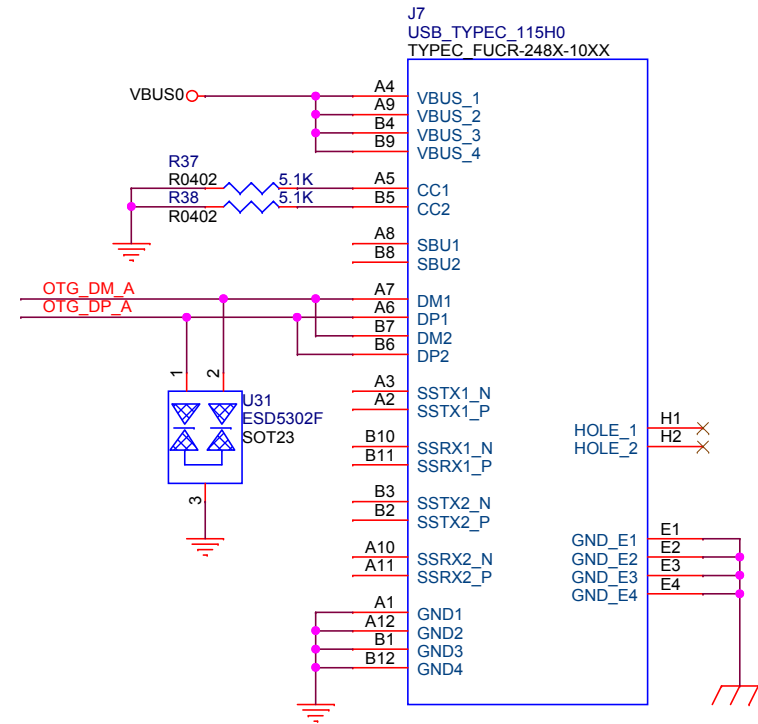 J7
USB_TYPEC_115H0
TYPEC_FUCR-248X-10XX
VBUS0
A4 VBUS_1
A9 VBUS_2
B4 VBUS_3
B9 VBUS_4
R37
R0402 5.1K
A5 CC1
R38 5.1K
R0402
B5 CC2
A8 SBU1
B8 SBU2
OTG_DM_A
A7 DM1
OTG_DP_A
A6 DP1
B7 DM2
B6 DP2
1 2
U31
ESD5302F
SOT23
3
A3 SSTX1_N
A2 SSTX1_P
B10 SSRX1_N
B11 SSRX1_P
B3 SSTX2_N
B2 SSTX2_P
A10 SSRX2_N
A11 SSRX2_P
A1 GND1
A12 GND2
B1 GND3
B12 GND4
HOLE_1 H1
HOLE_2 H2
GND_E1 E1
GND_E2 E2
GND_E3 E3
GND_E4 E4